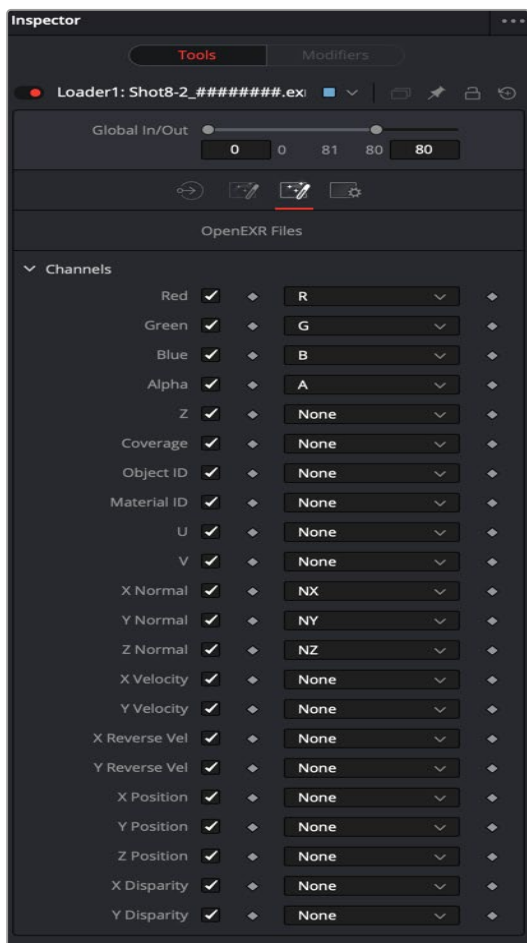 Inspector
Tools Modifiers
Loader1: Shot8-2_########.ex
Global In/Out
0 0 81 80 80
OpenEXR Files
Channels
Red R
Green G
Blue B
Alpha A
Z None
Coverage None
Object ID None
Material ID None
U None
V None
X Normal NX
Y Normal NY
Z Normal NZ
X Velocity None
Y Velocity None
X Reverse Vel None
Y Reverse Vel None
X Position None
Y Position None
Z Position None
X Disparity None
Y Disparity None